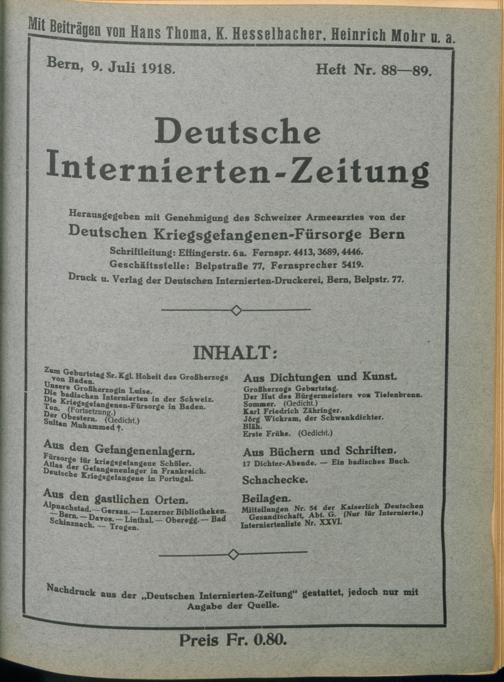 Mit Beiträgen von Hans Thoma, K. Hesselbacher, Heinrich Mohr u. a.
Bern, 9. Juli 1918. Heft Nr. 88—89.
Deutsche
Internierten-Zeitung
Herausgegeben mit Genehmigung des Schweizer Armeearztes von der
Deutschen Kriegsgefangenen-Fürsorge Bern
Schriftleitung: Effingerstr. 6a. Fernspr. 4413, 3689, 4446.
Geschäftsstelle: Belpstraße 77, Fernsprecher 5419.
Druck u. Verlag der Deutschen Internierten-Druckerei, Bern, Belpstr. 77.
INHALT:
Zum Geburtstag Sr. Kgl. Hoheit des Großherzogs
von Baden.
Unsere Großherzogin Luise.
Die badischen Internierten in der Schweiz.
Die Kriegsgefangenen-Fürsorge in Baden.
Tun. (Fortsetzung.)
Der Obestern. (Gedicht.)
Sultan Muhammed †.
Aus den Gefangenenlagern.
Fürsorge für kriegsgefangene Schüler.
Atlas der Gefangenenlager in Frankreich.
Deutsche Kriegsgefangene in Portugal.
Aus den gastlichen Orten.
Alpnachstad. — Gersau. — Luzerner Bibliotheken.
— Bern. — Davos. — Linthal. — Oberegg. — Bad
Schinznach. — Trogen.
Aus Dichtungen und Kunst.
Großherzogs Geburtstag.
Der Hut des Bürgermeisters von Tiefenbronn.
Sommer. (Gedicht.)
Karl Friedrich Zähringer.
Jörg Wickram, der Schwankdichter.
Bläh.
Erste Frühe. (Gedicht.)
Aus Büchern und Schriften.
17 Dichter-Abende. — Ein badisches Buch.
Schachecke.
Beilagen.
Mitteilungen Nr. 54 der Kaiserlich Deutschen
Gesandtschaft, Abt. G. (Nur für Internierte.)
Interniertenliste Nr. XXVI.
Nachdruck aus der „Deutschen Internierten-Zeitung“ gestattet, jedoch nur mit
Angabe der Quelle.
Preis Fr. 0.80.